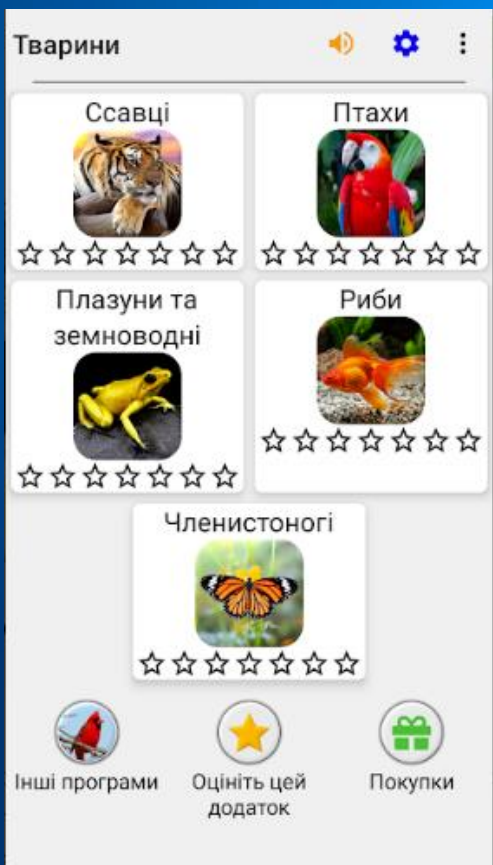 Тварини
Ссавці
Птахи
Плазуни та
земноводні
Риби
Членистоногі
Інші програми
Оцініть цей
додаток
Покупки